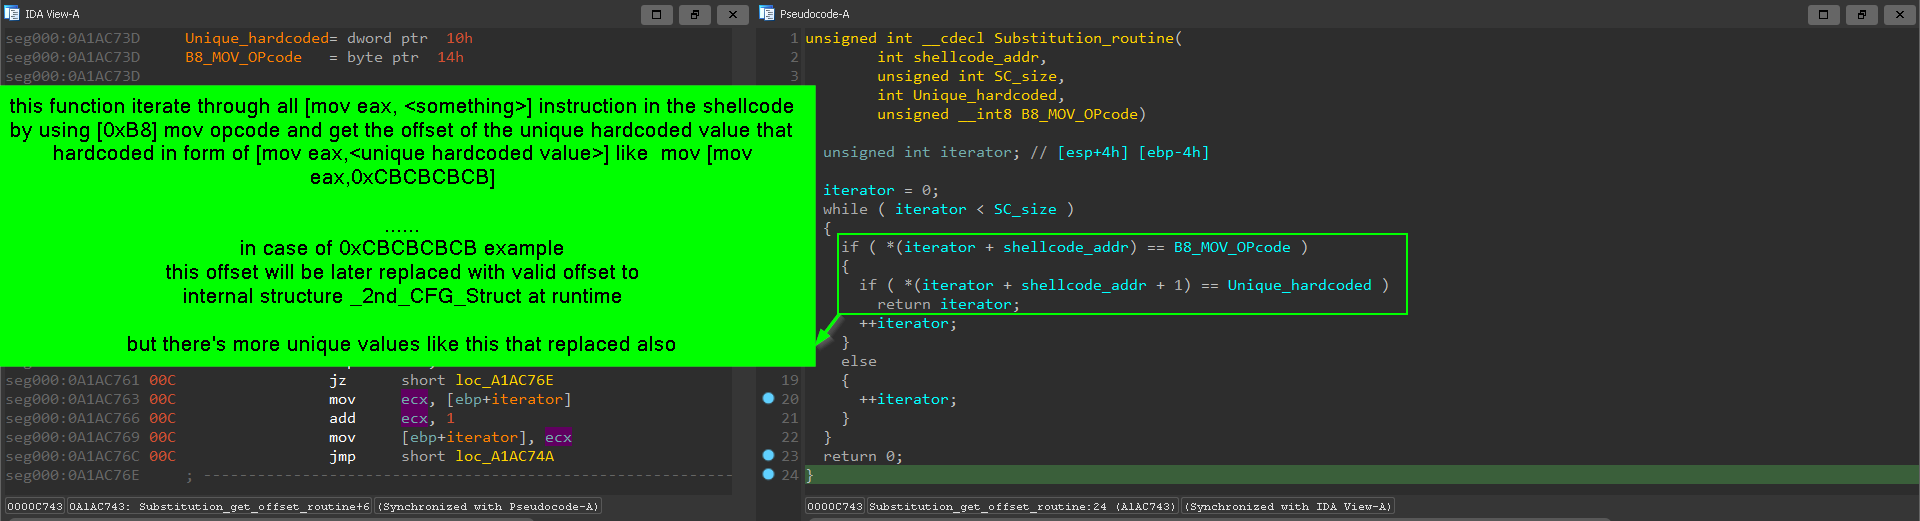 IDA View-A
seg000:0A1AC73D Unique_hardcoded= dword ptr 10h
seg000:0A1AC73D B8_MOV_OPcode = byte ptr 14h
seg000:0A1AC73D
this function iterate through all [mov eax, <something>] instruction in the shellcode
by using [0xB8] mov opcode and get the offset of the unique hardcoded value that
hardcoded in form of [mov eax,<unique hardcoded value>] like mov [mov
eax,0xCBCBCBCB]
......
in case of 0xCBCBCBCB example
this offset will be later replaced with valid offset to
internal structure _2nd_CFG_Struct at runtime
but there's more unique values like this that replaced also
seg000:0A1AC761 00C jz short loc_A1AC76E
seg000:0A1AC763 00C mov ecx, [ebp+iterator]
seg000:0A1AC766 00C add ecx, 1
seg000:0A1AC769 00C mov [ebp+iterator], ecx
seg000:0A1AC76C 00C jmp short loc_A1AC74A
seg000:0A1AC76E ; ----------------------------------------------------------
0000C743 0A1AC743: Substitution_get_offset_routine+6 (Synchronized with Pseudocode-A)
Pseudocode-A
1 unsigned int __cdecl Substitution_routine(
2 int shellcode_addr,
3 unsigned int SC_size,
int Unique_hardcoded,
unsigned __int8 B8_MOV_OPcode)
unsigned int iterator; // [esp+4h] [ebp-4h]
iterator = 0;
while ( iterator < SC_size )
{
if ( *(iterator + shellcode_addr) == B8_MOV_OPcode )
{
if ( *(iterator + shellcode_addr + 1) == Unique_hardcoded )
return iterator;
++iterator;
}
else
19 {
20 ++iterator;
21 }
22 }
23 return 0;
24 }
0000C743 Substitution_get_offset_routine:24 (A1AC743) (Synchronized with IDA View-A)